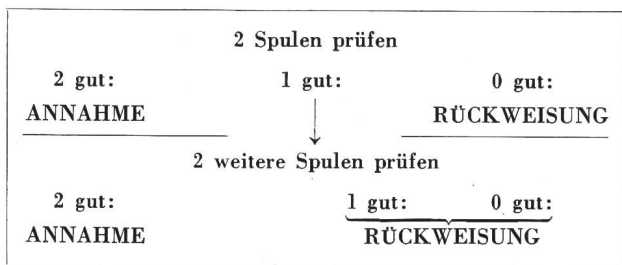 2 Spulen prüfen
2 gut: 1 gut: 0 gut:
ANNAHME RÜCKWEISUNG
2 weitere Spulen prüfen
2 gut: 1 gut: 0 gut:
ANNAHME RÜCKWEISUNG